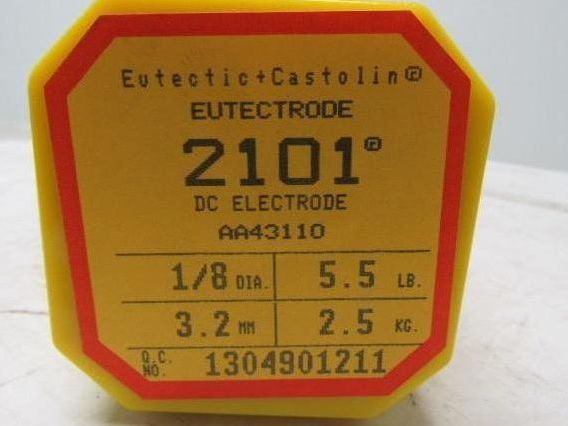 Eutectic+Castolin®
EUTECTRODE
2101®
DC ELECTRODE
AA43110
1/8 DIA. 5.5 LB.
3.2 MM 2.5 KG.
Q.C. NO. 1304901211